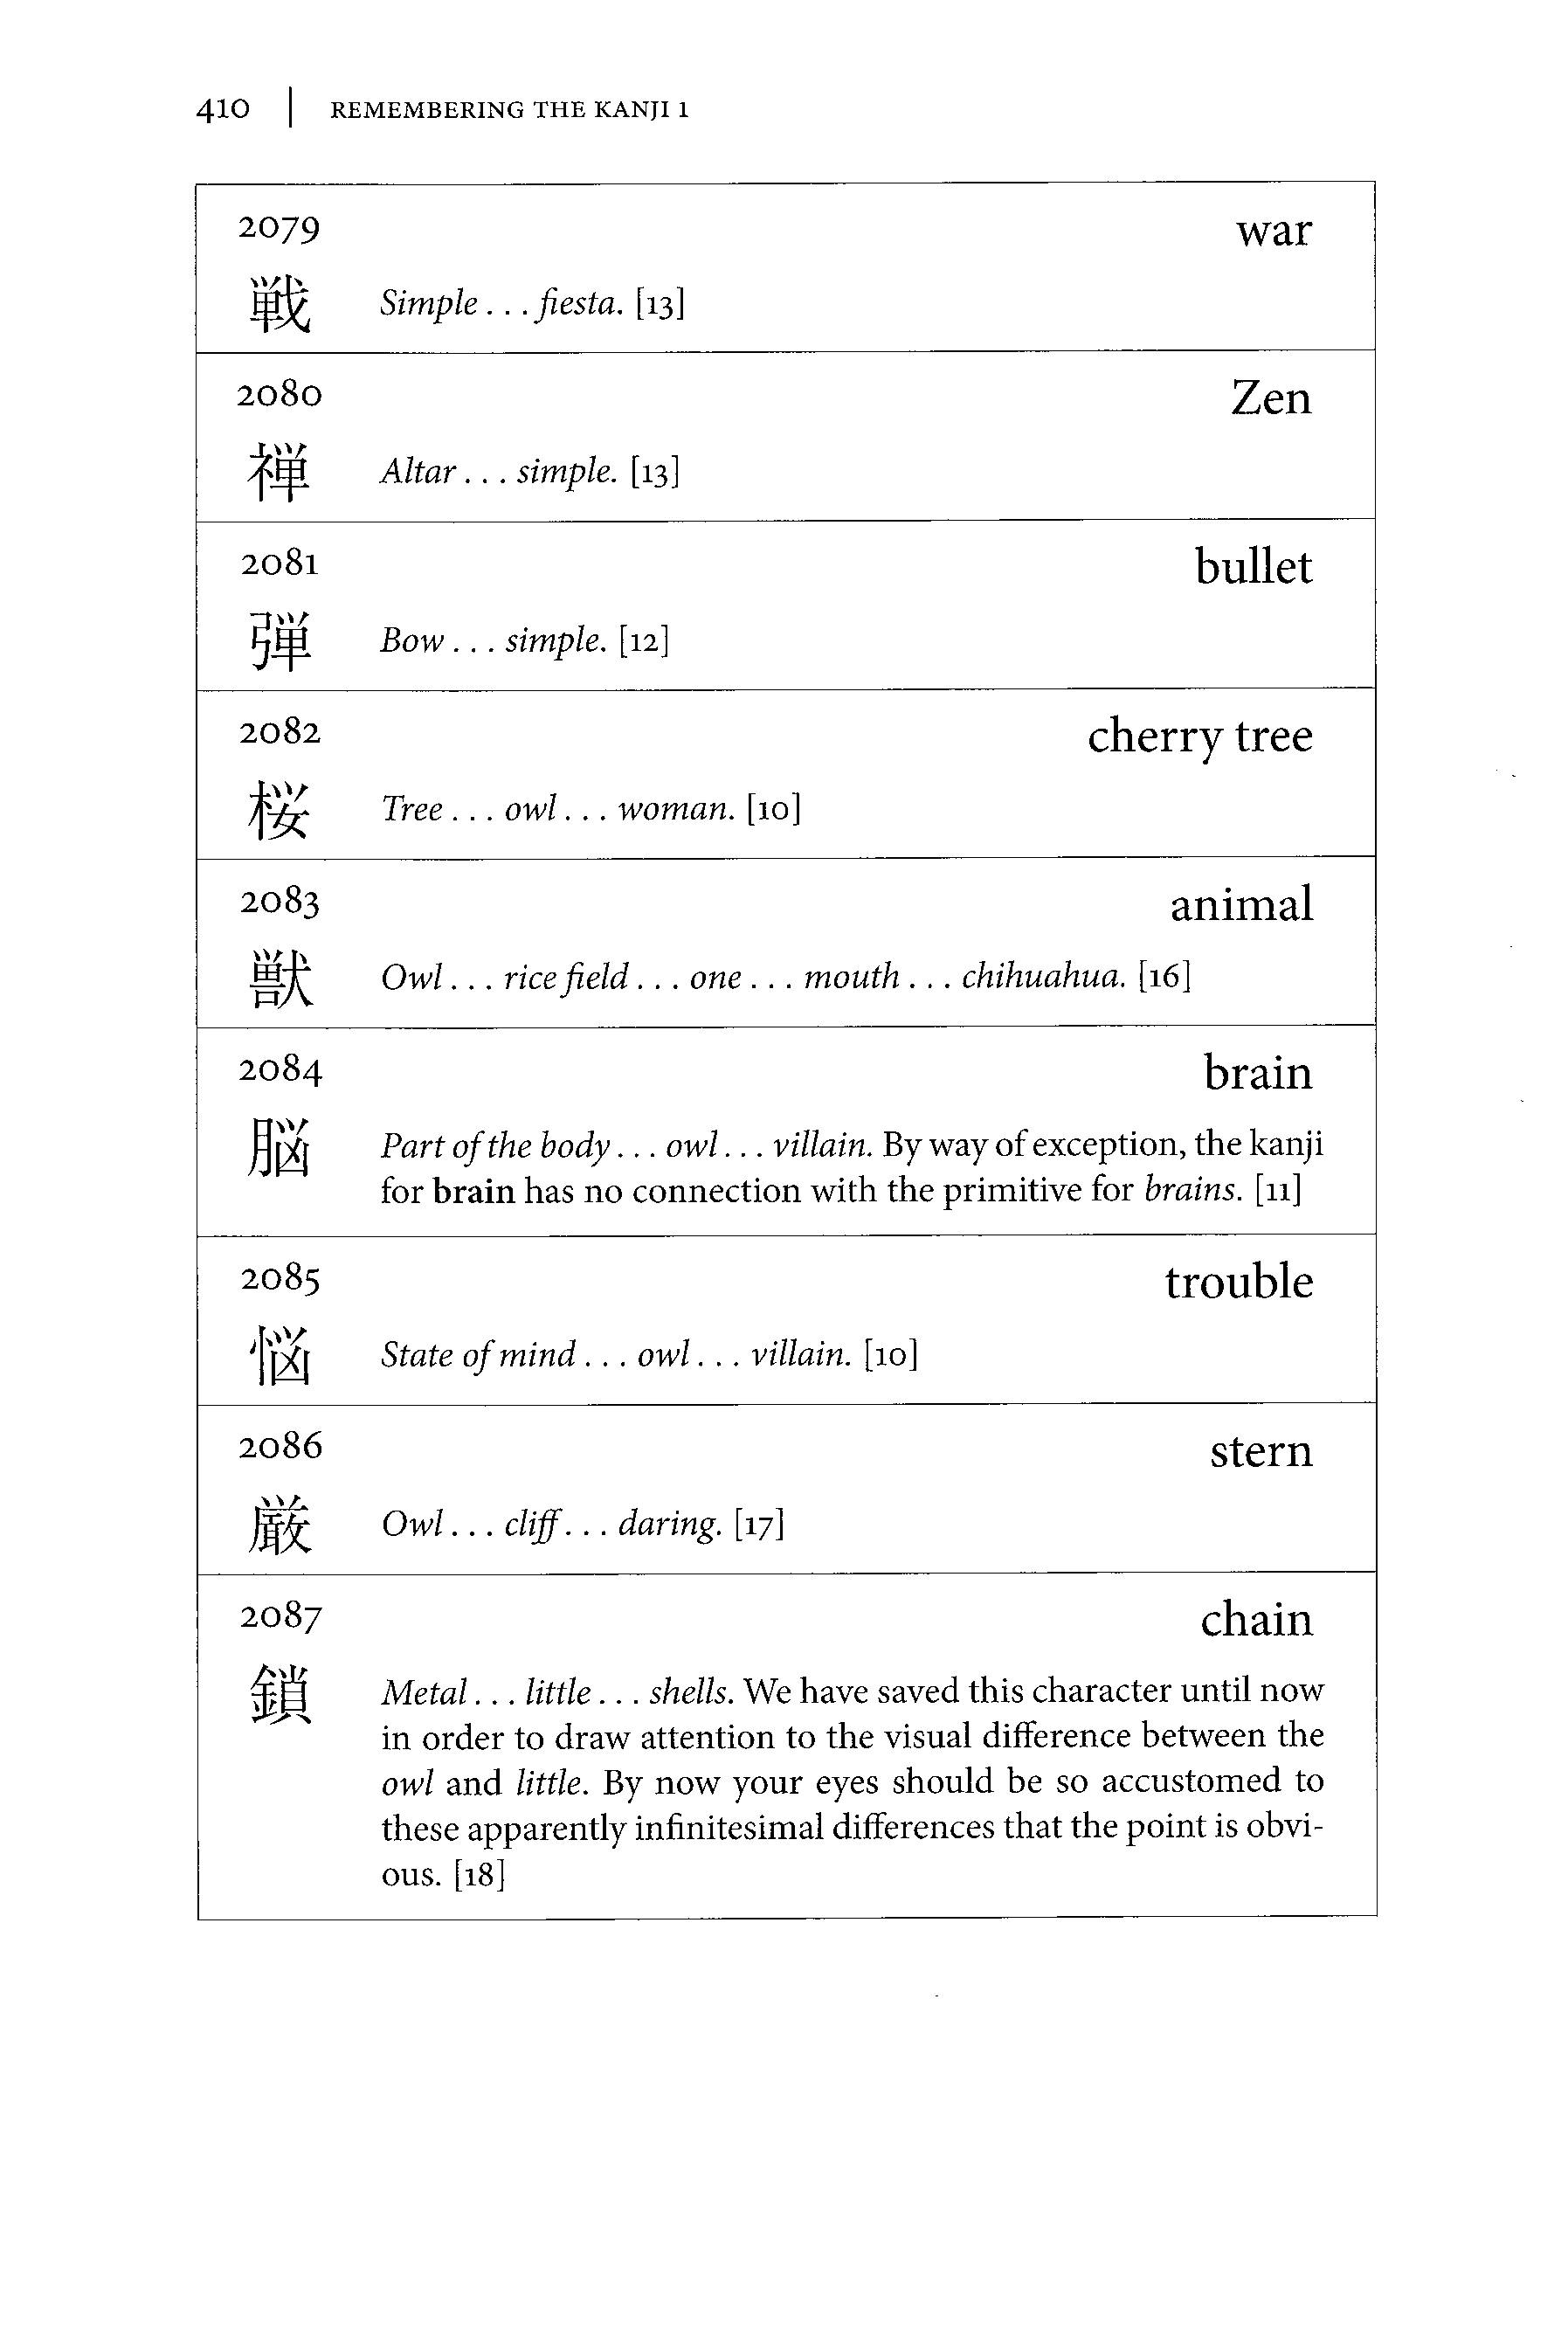 410 | REMEMBERING THE KANJI 1
2079 war
戦 Simple . . . fiesta. [13]
2080 Zen
禅 Altar . . . simple. [13]
2081 bullet
弾 Bow . . . simple. [12]
2082 cherry tree
桜 Tree . . . owl . . . woman. [10]
2083 animal
獣 Owl . . . rice field . . . one . . . mouth . . . chihuahua. [16]
2084 brain
脳 Part of the body . . . owl . . . villain. By way of exception, the kanji
for brain has no connection with the primitive for brains. [11]
2085 trouble
悩 State of mind . . . owl . . . villain. [10]
2086 stern
厳 Owl . . . cliff . . . daring. [17]
2087 chain
鎖 Metal . . . little . . . shells. We have saved this character until now
in order to draw attention to the visual difference between the
owl and little. By now your eyes should be so accustomed to
these apparently infinitesimal differences that the point is obvi-
ous. [18]